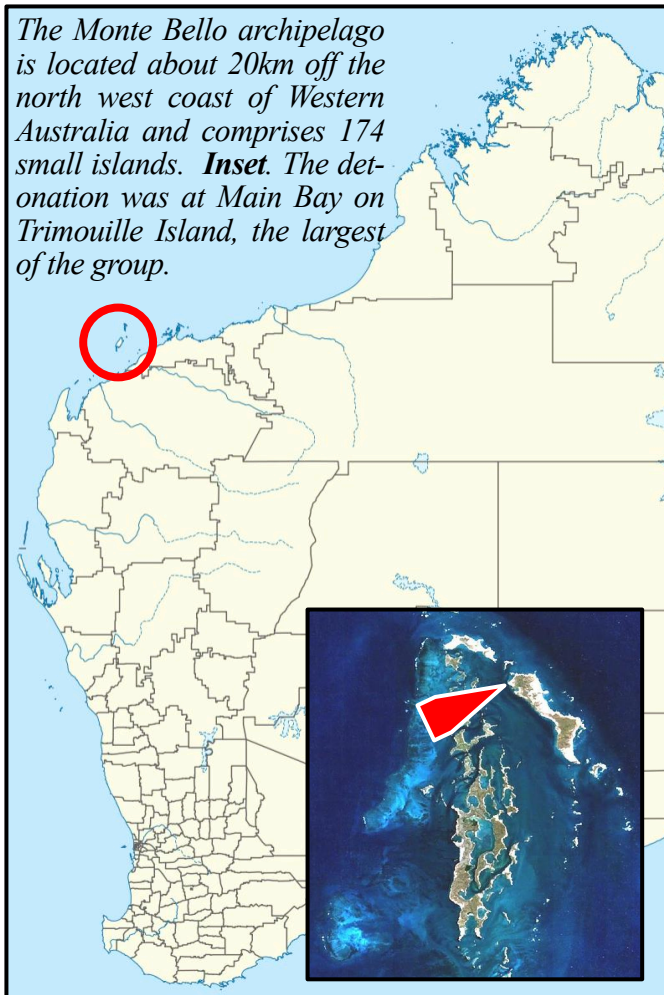 The Monte Bello archipelago
is located about 20km off the
north west coast of Western
Australia and comprises 174
small islands. Inset. The det-
onation was at Main Bay on
Trimouille Island, the largest
of the group.